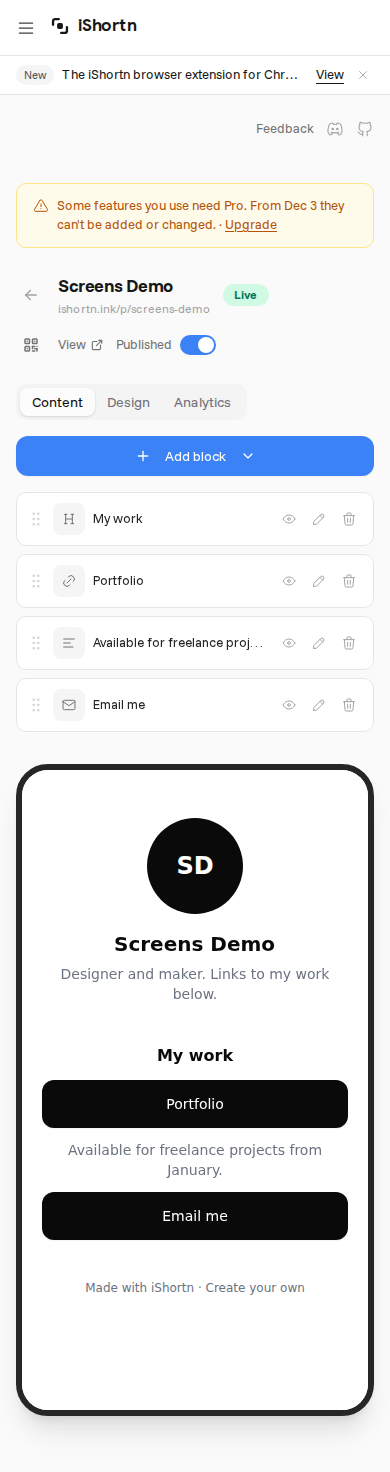 iShortn
New The iShortn browser extension for Chr... View
Feedback
Some features you use need Pro. From Dec 3 they
can't be added or changed. · Upgrade
Screens Demo
ishortn.ink/p/screens-demo
Live
View Published
Content Design Analytics
Add block
My work
Portfolio
Available for freelance proj...
Email me
SD
Screens Demo
Designer and maker. Links to my work
below.
My work
Portfolio
Available for freelance projects from
January.
Email me
Made with iShortn · Create your own